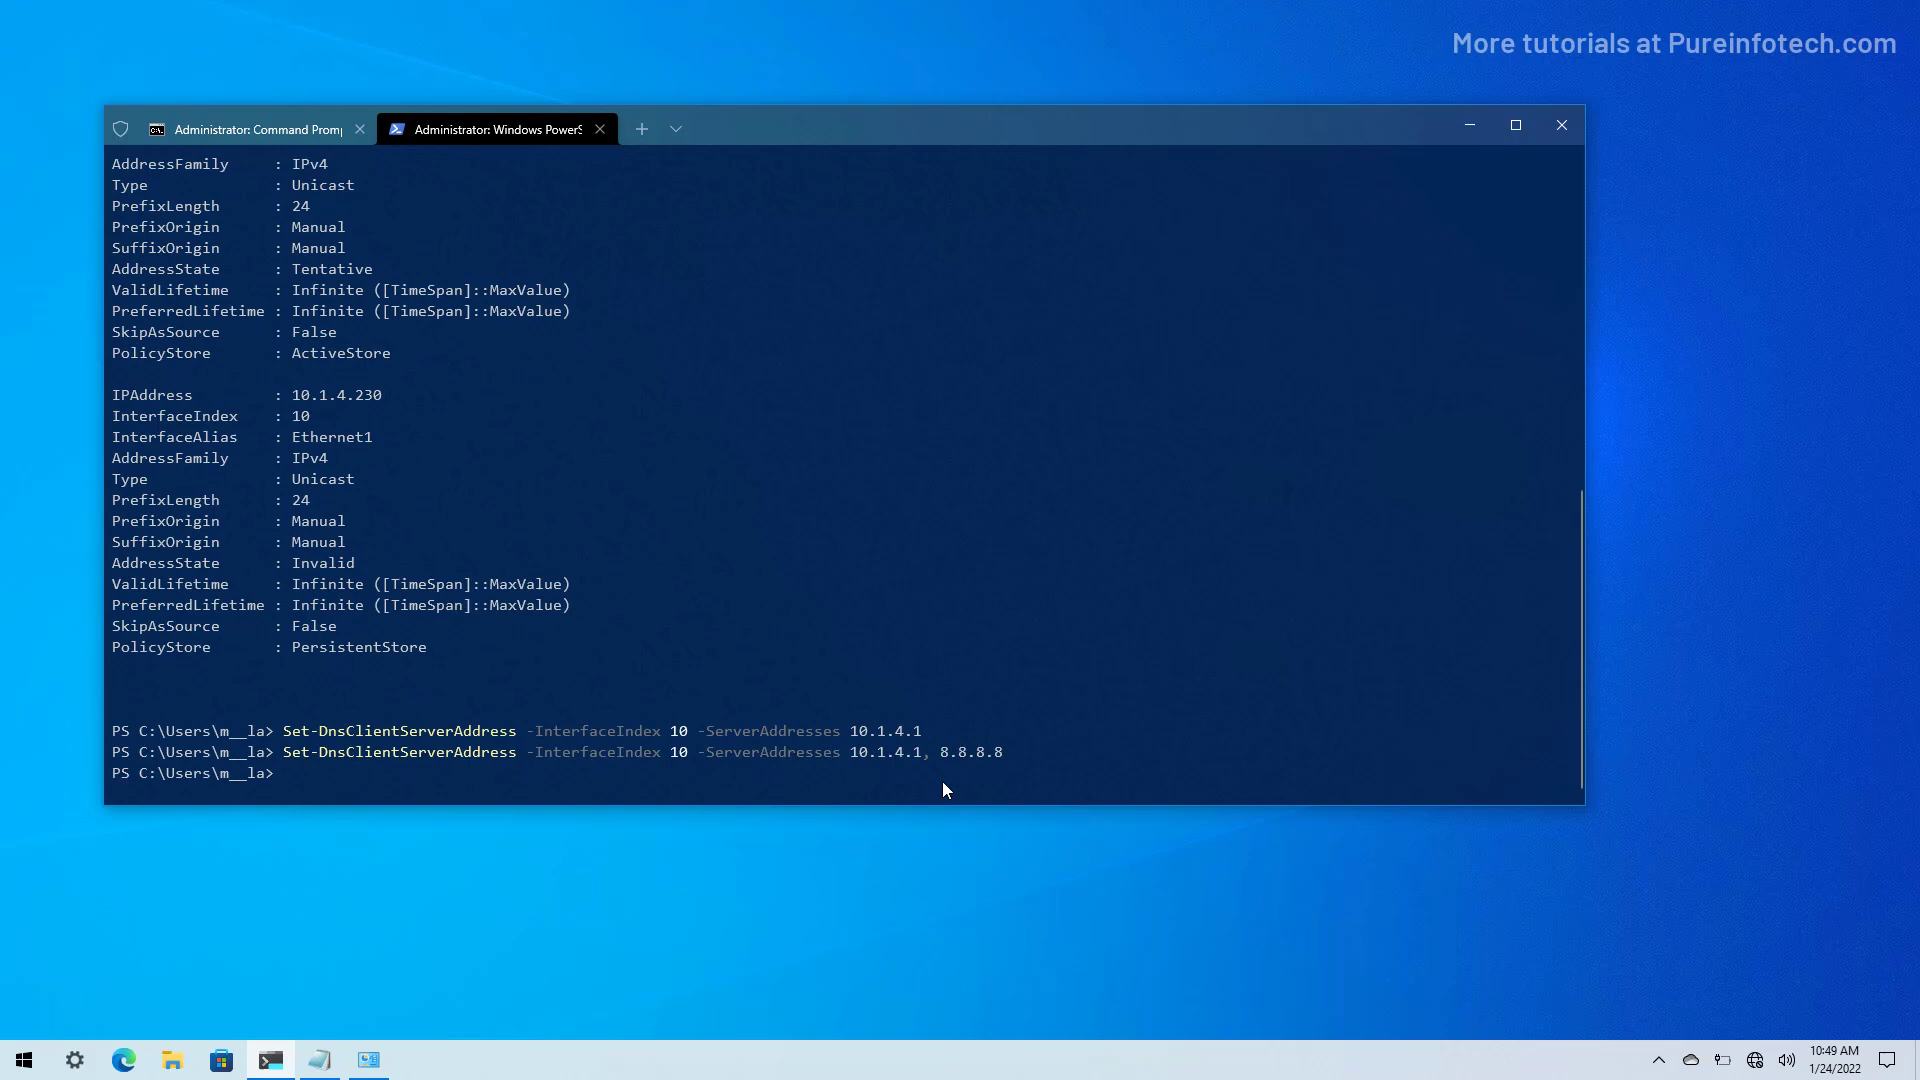 More tutorials at Pureinfotech.com
Administrator: Command Promp
Administrator: Windows PowerS
AddressFamily     : IPv4
Type              : Unicast
PrefixLength      : 24
PrefixOrigin      : Manual
SuffixOrigin      : Manual
AddressState      : Tentative
ValidLifetime     : Infinite ([TimeSpan]::MaxValue)
PreferredLifetime : Infinite ([TimeSpan]::MaxValue)
SkipAsSource      : False
PolicyStore       : ActiveStore
IPAddress         : 10.1.4.230
InterfaceIndex    : 10
InterfaceAlias    : Ethernet1
AddressFamily     : IPv4
Type              : Unicast
PrefixLength      : 24
PrefixOrigin      : Manual
SuffixOrigin      : Manual
AddressState      : Invalid
ValidLifetime     : Infinite ([TimeSpan]::MaxValue)
PreferredLifetime : Infinite ([TimeSpan]::MaxValue)
SkipAsSource      : False
PolicyStore       : PersistentStore
PS C:\Users\m__la> Set-DnsClientServerAddress -InterfaceIndex 10 -ServerAddresses 10.1.4.1
PS C:\Users\m__la> Set-DnsClientServerAddress -InterfaceIndex 10 -ServerAddresses 10.1.4.1, 8.8.8.8
PS C:\Users\m__la>
10:49 AM
1/24/2022